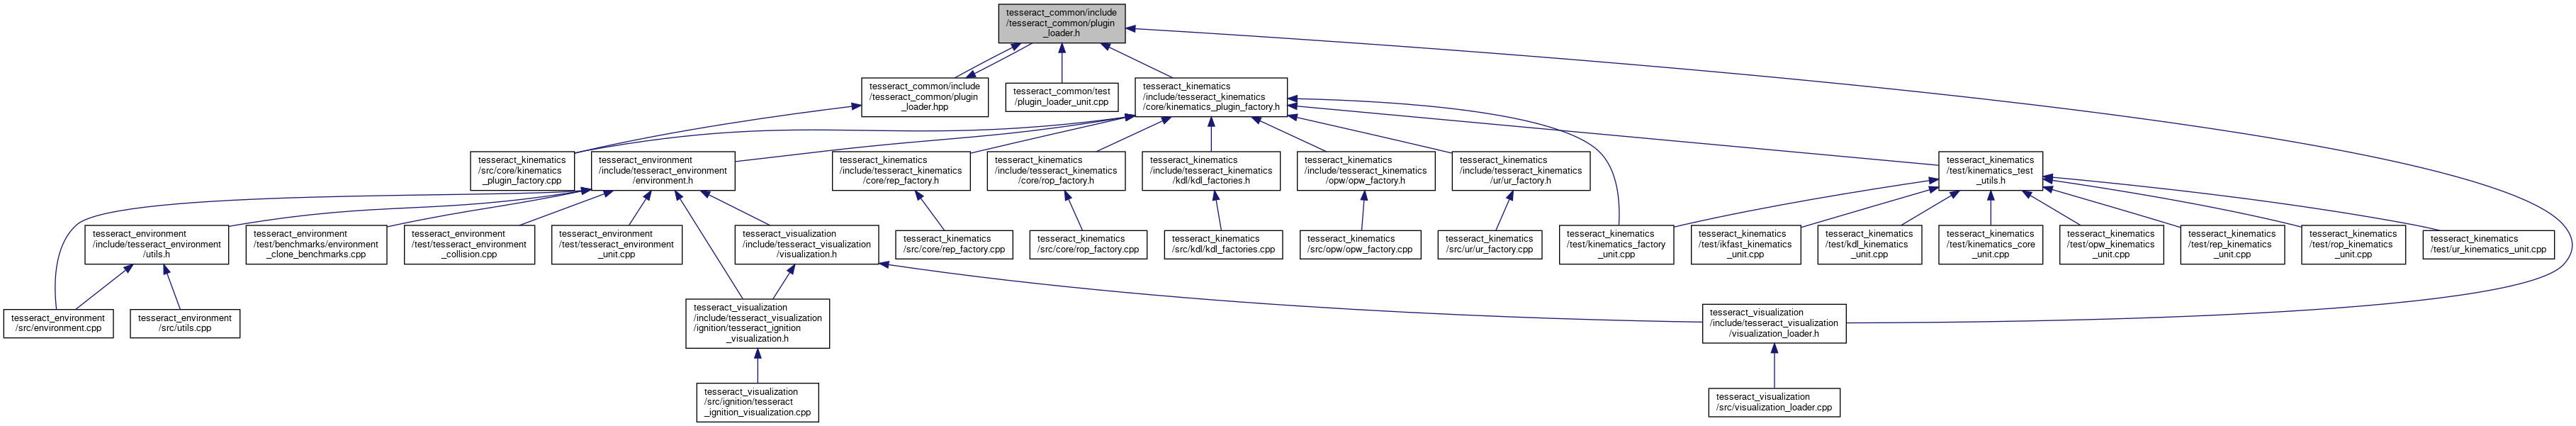 tesseract_common/include
/tesseract_common/plugin
_loader.h
tesseract_common/include
/tesseract_common/plugin
_loader.hpp
tesseract_common/test
/plugin_loader_unit.cpp
tesseract_kinematics
/include/tesseract_kinematics
/core/kinematics_plugin_factory.h
tesseract_kinematics
/src/core/kinematics
_plugin_factory.cpp
tesseract_environment
/include/tesseract_environment
/environment.h
tesseract_kinematics
/include/tesseract_kinematics
/core/rep_factory.h
tesseract_kinematics
/include/tesseract_kinematics
/core/rop_factory.h
tesseract_kinematics
/include/tesseract_kinematics
/kdl/kdl_factories.h
tesseract_kinematics
/include/tesseract_kinematics
/opw/opw_factory.h
tesseract_kinematics
/include/tesseract_kinematics
/ur/ur_factory.h
tesseract_kinematics
/test/kinematics_test
_utils.h
tesseract_environment
/include/tesseract_environment
/utils.h
tesseract_environment
/test/benchmarks/environment
_clone_benchmarks.cpp
tesseract_environment
/test/tesseract_environment
_collision.cpp
tesseract_environment
/test/tesseract_environment
_unit.cpp
tesseract_visualization
/include/tesseract_visualization
/visualization.h
tesseract_kinematics
/src/core/rep_factory.cpp
tesseract_kinematics
/src/core/rop_factory.cpp
tesseract_kinematics
/src/kdl/kdl_factories.cpp
tesseract_kinematics
/src/opw/opw_factory.cpp
tesseract_kinematics
/src/ur/ur_factory.cpp
tesseract_kinematics
/test/kinematics_factory
_unit.cpp
tesseract_kinematics
/test/ikfast_kinematics
_unit.cpp
tesseract_kinematics
/test/kdl_kinematics
_unit.cpp
tesseract_kinematics
/test/kinematics_core
_unit.cpp
tesseract_kinematics
/test/opw_kinematics
_unit.cpp
tesseract_kinematics
/test/rep_kinematics
_unit.cpp
tesseract_kinematics
/test/rop_kinematics
_unit.cpp
tesseract_kinematics
/test/ur_kinematics_unit.cpp
tesseract_environment
/src/environment.cpp
tesseract_environment
/src/utils.cpp
tesseract_visualization
/include/tesseract_visualization
/ignition/tesseract_ignition
_visualization.h
tesseract_visualization
/include/tesseract_visualization
/visualization_loader.h
tesseract_visualization
/src/ignition/tesseract
_ignition_visualization.cpp
tesseract_visualization
/src/visualization_loader.cpp